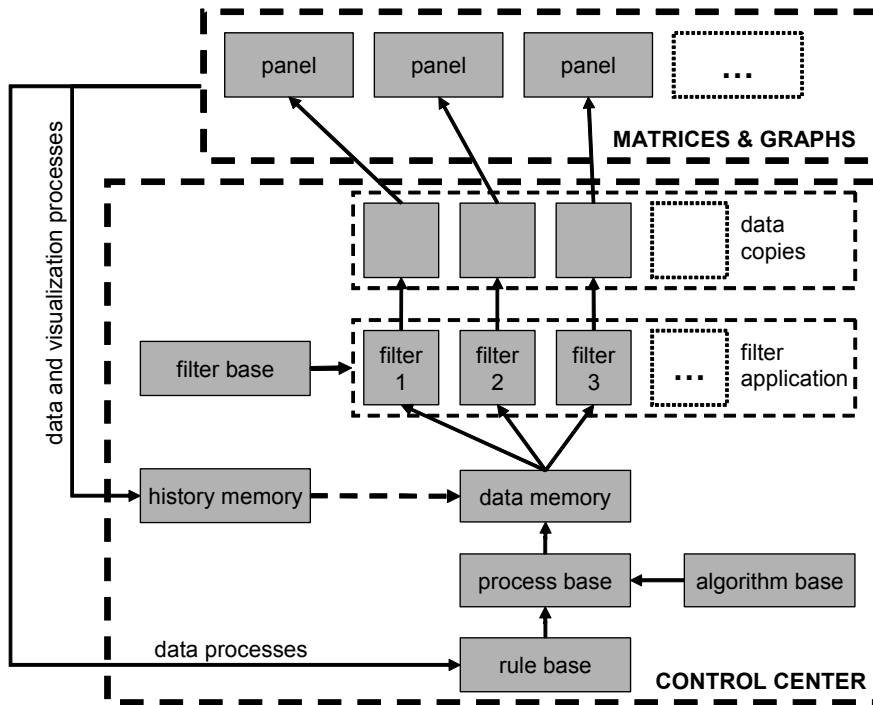 panel
panel
panel
...
MATRICES & GRAPHS
data and visualization processes
data
copies
filter base
filter
1
filter
2
filter
3
...
filter
application
history memory
data memory
process base
algorithm base
data processes
rule base
CONTROL CENTER